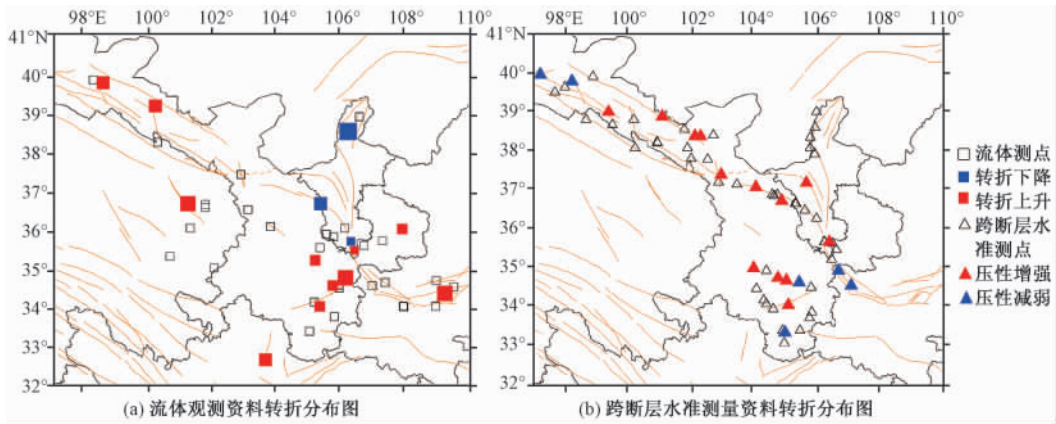 98°E 100° 102° 104° 106° 108° 110°
41°N
40°
39°
38°
37°
36°
35°
34°
33°
32°
(a) 流体观测资料转折分布图
98°E 100° 102° 104° 106° 108° 110°
41°N
40°
39°
38°
37°
36°
35°
34°
33°
32°
(b) 跨断层水准测量资料转折分布图
流体测点
转折下降
转折上升
跨断层水
准测点
压性增强
压性减弱